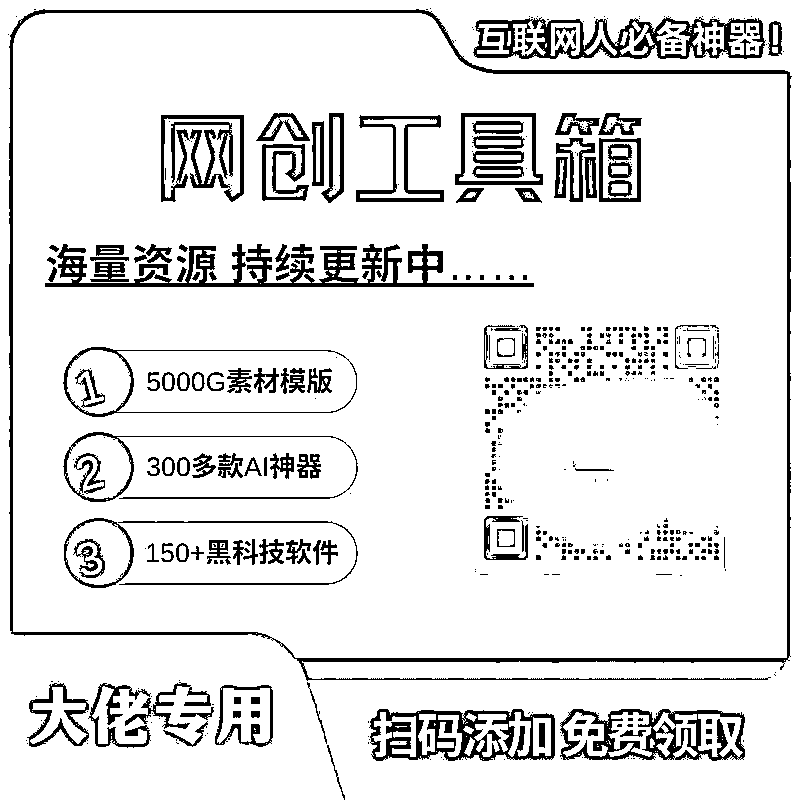 互联网人必备神器!
网创工具箱
海量资源 持续更新中……
1 5000G素材模版
2 300多款AI神器
3 150+黑科技软件
大佬专用
扫码添加 免费领取